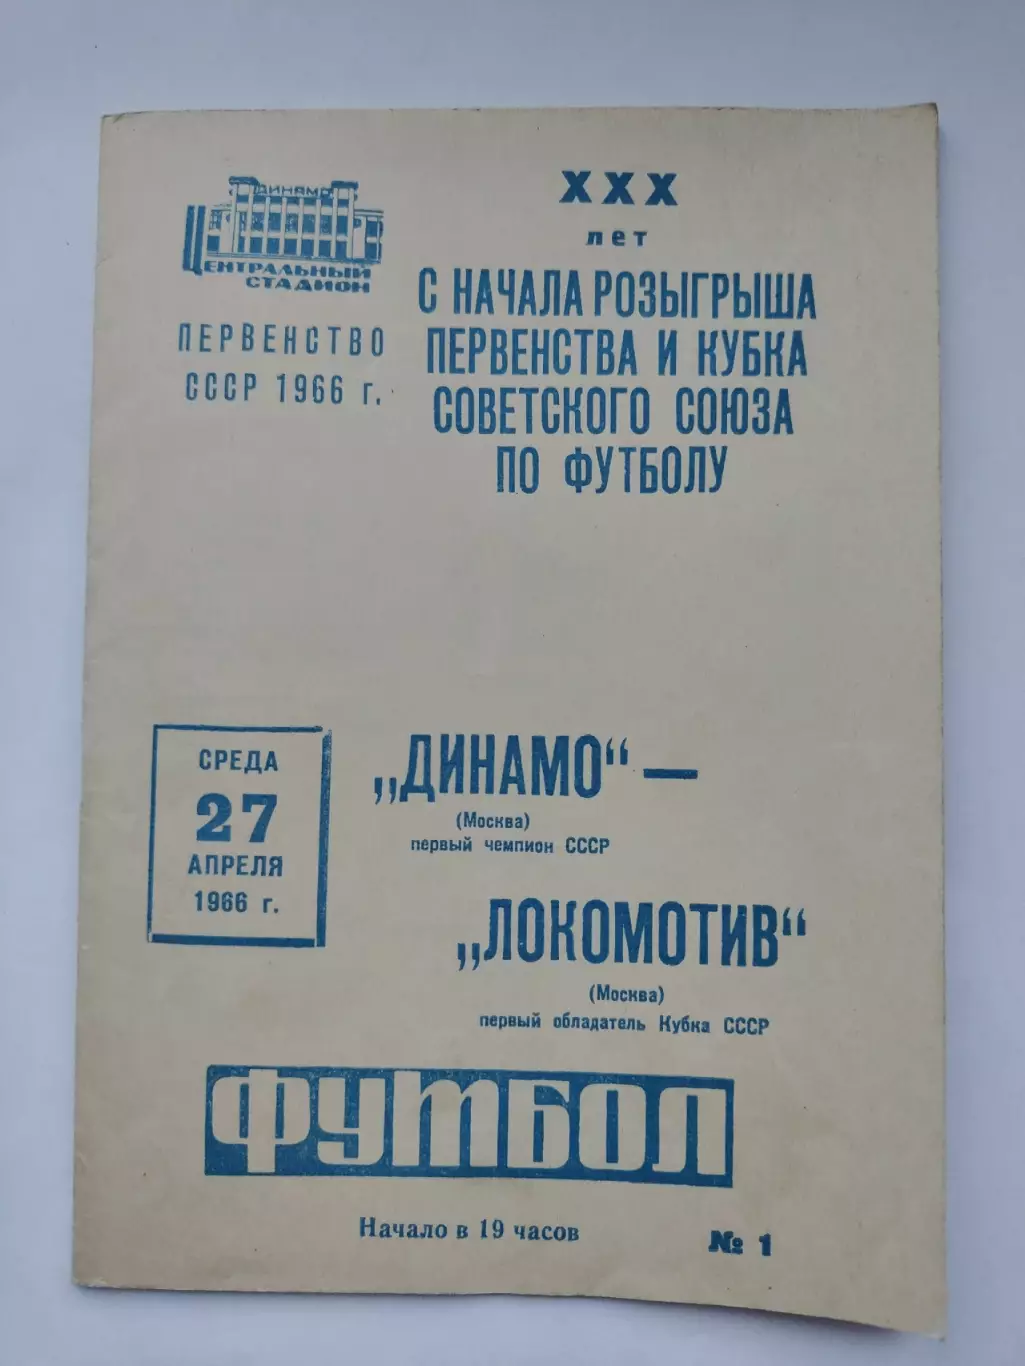 ДИНАМО
ЦЕНТРАЛЬНЫЙ
СТАДИОН
ПЕРВЕНСТВО
СССР 1966 г.
XXX
лет
С НАЧАЛА РОЗЫГРЫША
ПЕРВЕНСТВА И КУБКА
СОВЕТСКОГО СОЮЗА
ПО ФУТБОЛУ
СРЕДА
27
АПРЕЛЯ
1966 г.
„ДИНАМО“ —
(Москва)
первый чемпион СССР
„ЛОКОМОТИВ“
(Москва)
первый обладатель Кубка СССР
ФУТБОЛ
Начало в 19 часов
№ 1